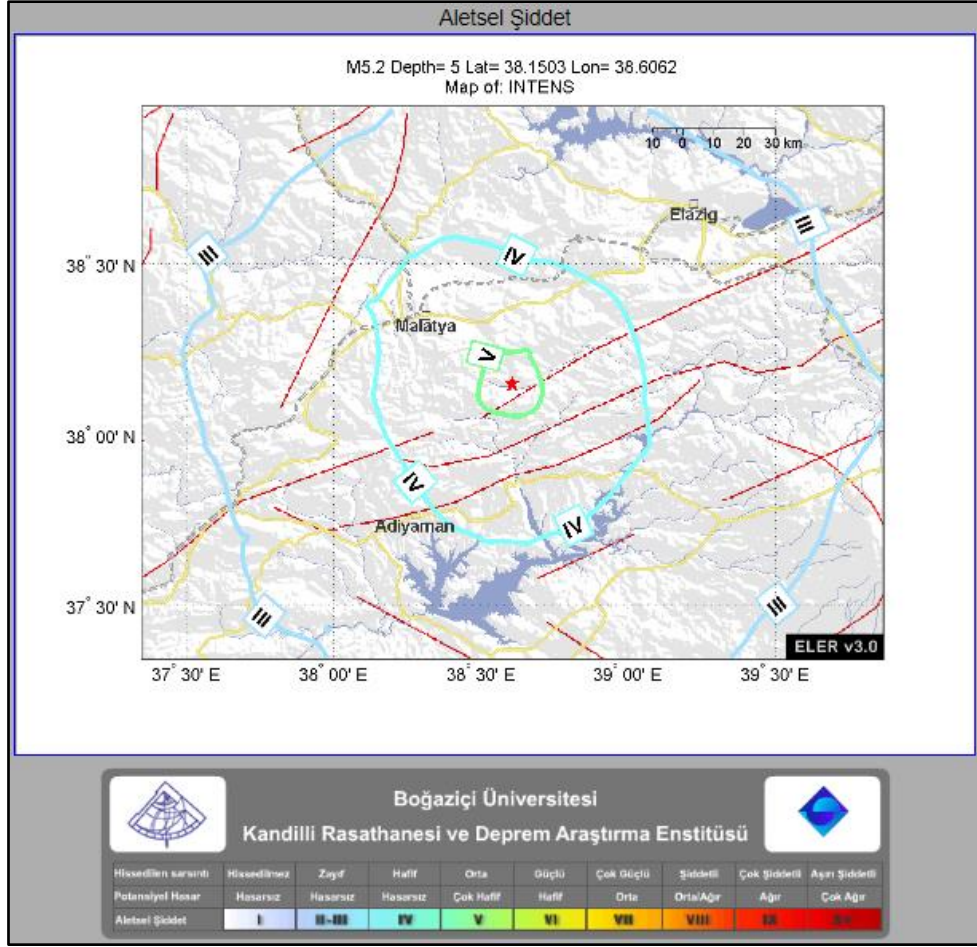 Aletsel Şiddet
M5.2 Depth= 5 Lat= 38.1503 Lon= 38.6062
Map of: INTENS
10 0 10 20 30 km
Elazig
III
III
IV
38° 30' N
Malatya
V
38° 00' N
IV
IV
Adiyaman
III
III
37° 30' N
ELER v3.0
37° 30' E 38° 00' E 38° 30' E 39° 00' E 39° 30' E
Boğaziçi Üniversitesi
Kandilli Rasathanesi ve Deprem Araştırma Enstitüsü
Hissedilen sarsıntı Hissedilmez Zayıf Hafif Orta Güçlü Çok Güçlü Şiddetli Çok Şiddetli Aşırı Şiddetli
Potansiyel Hasar Hasarsız Hasarsız Hasarsız Çok Hafif Hafif Orta Orta/Ağır Ağır Çok Ağır
Aletsel Şiddet I II-III IV V VI VII VIII IX